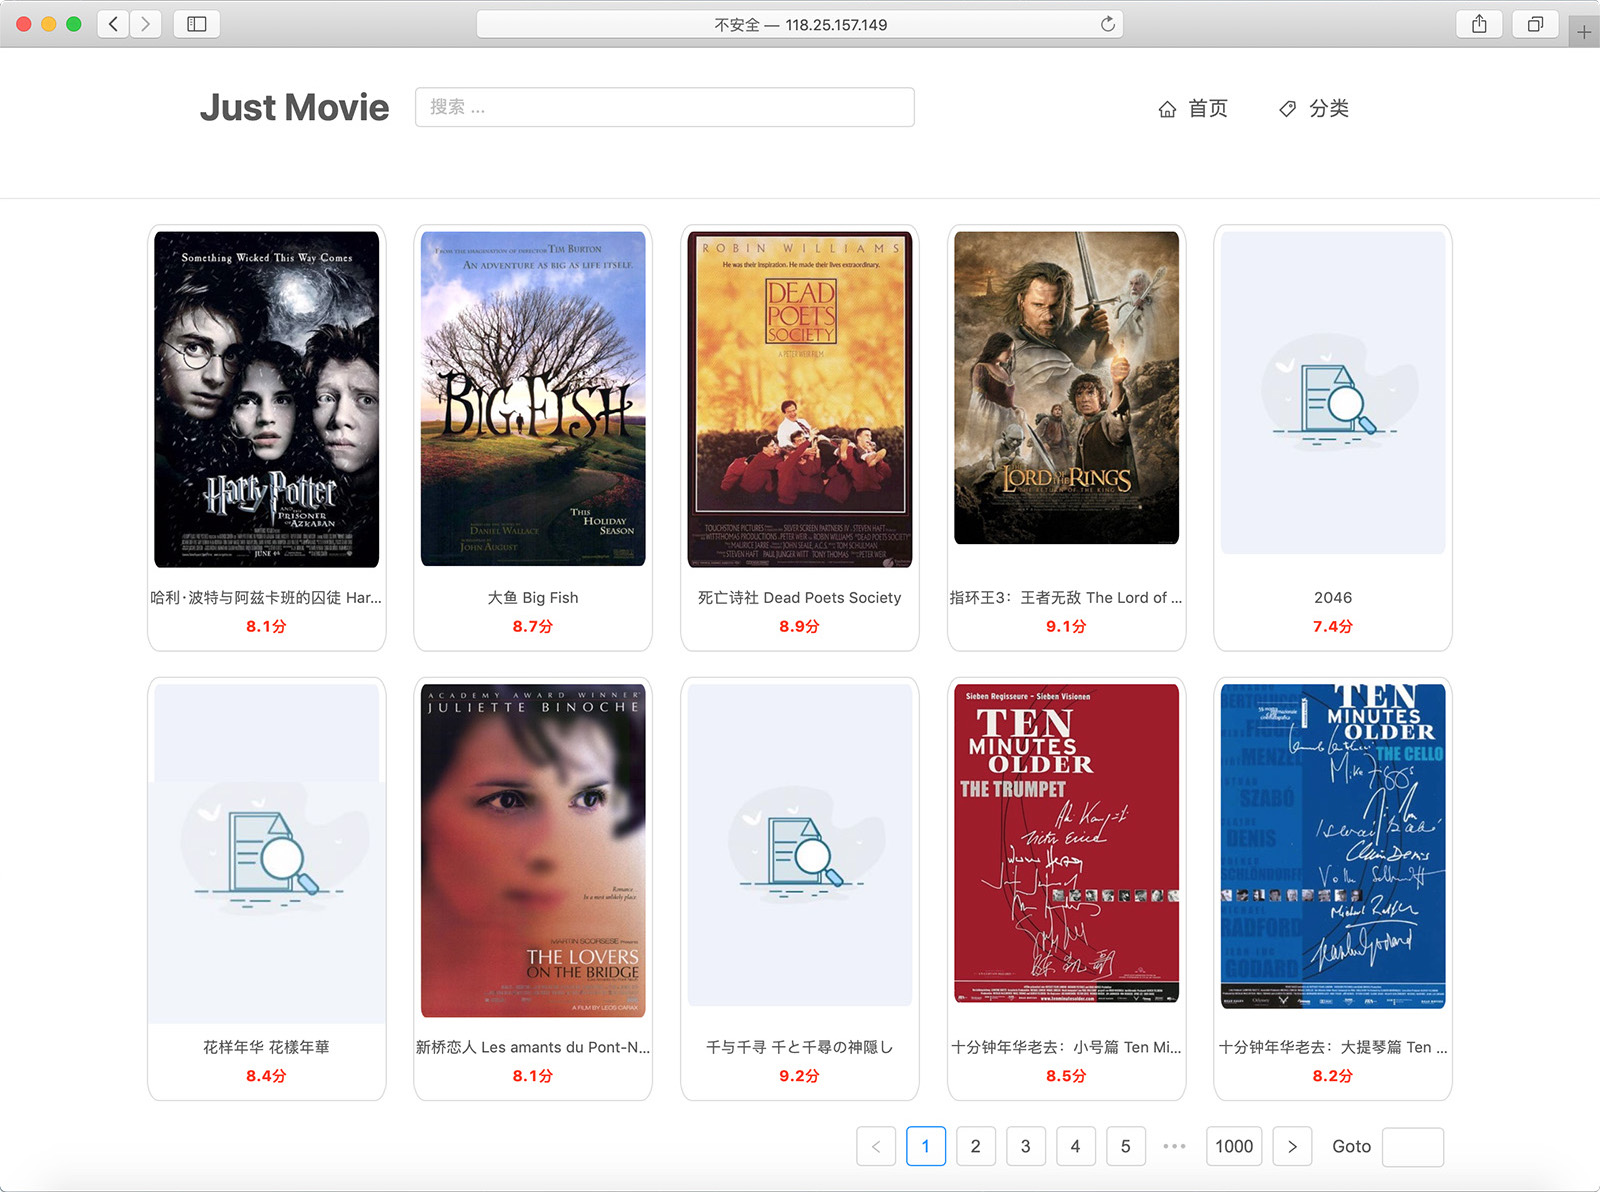 不安全 — 118.25.157.149
Just Movie
搜索 ...
首页
分类
Something Wicked This Way Comes
Harry Potter
AND THE
PRISONER
OF AZKABAN
JUNE 4
FROM THE IMAGINATION OF DIRECTOR TIM BURTON
AN ADVENTURE AS BIG AS LIFE ITSELF.
BIG FISH
THIS
HOLIDAY
SEASON
DANIEL WALLACE
JOHN AUGUST
ROBIN WILLIAMS
He was their inspiration. He made their lives extraordinary.
DEAD
POETS
SOCIETY
A PETER WEIR FILM
THE LORD OF THE RINGS
THE RETURN OF THE KING
哈利·波特与阿兹卡班的囚徒 Har...
8.1分
大鱼 Big Fish
8.7分
死亡诗社 Dead Poets Society
8.9分
指环王3：王者无敌 The Lord of ...
9.1分
2046
7.4分
ACADEMY AWARD WINNER
JULIETTE BINOCHE
Romance...
In a most unlikely place
MARTIN SCORSESE Presents
THE LOVERS
ON THE BRIDGE
A FILM BY LEOS CARAX
Sieben Regisseure - Sieben Visionen
TEN
MINUTES
OLDER
THE TRUMPET
www.tenminutesolder.com
TEN
MINUTES
OLDER
THE CELLO
MENZEL
SZABÓ
DENIS
SCHLÖNDORFF
RADFORD
GODARD
花样年华 花樣年華
8.4分
新桥恋人 Les amants du Pont-N...
8.1分
千与千寻 千と千尋の神隠し
9.2分
十分钟年华老去：小号篇 Ten Mi...
8.5分
十分钟年华老去：大提琴篇 Ten ...
8.2分
< 1 2 3 4 5 ••• 1000 > Goto